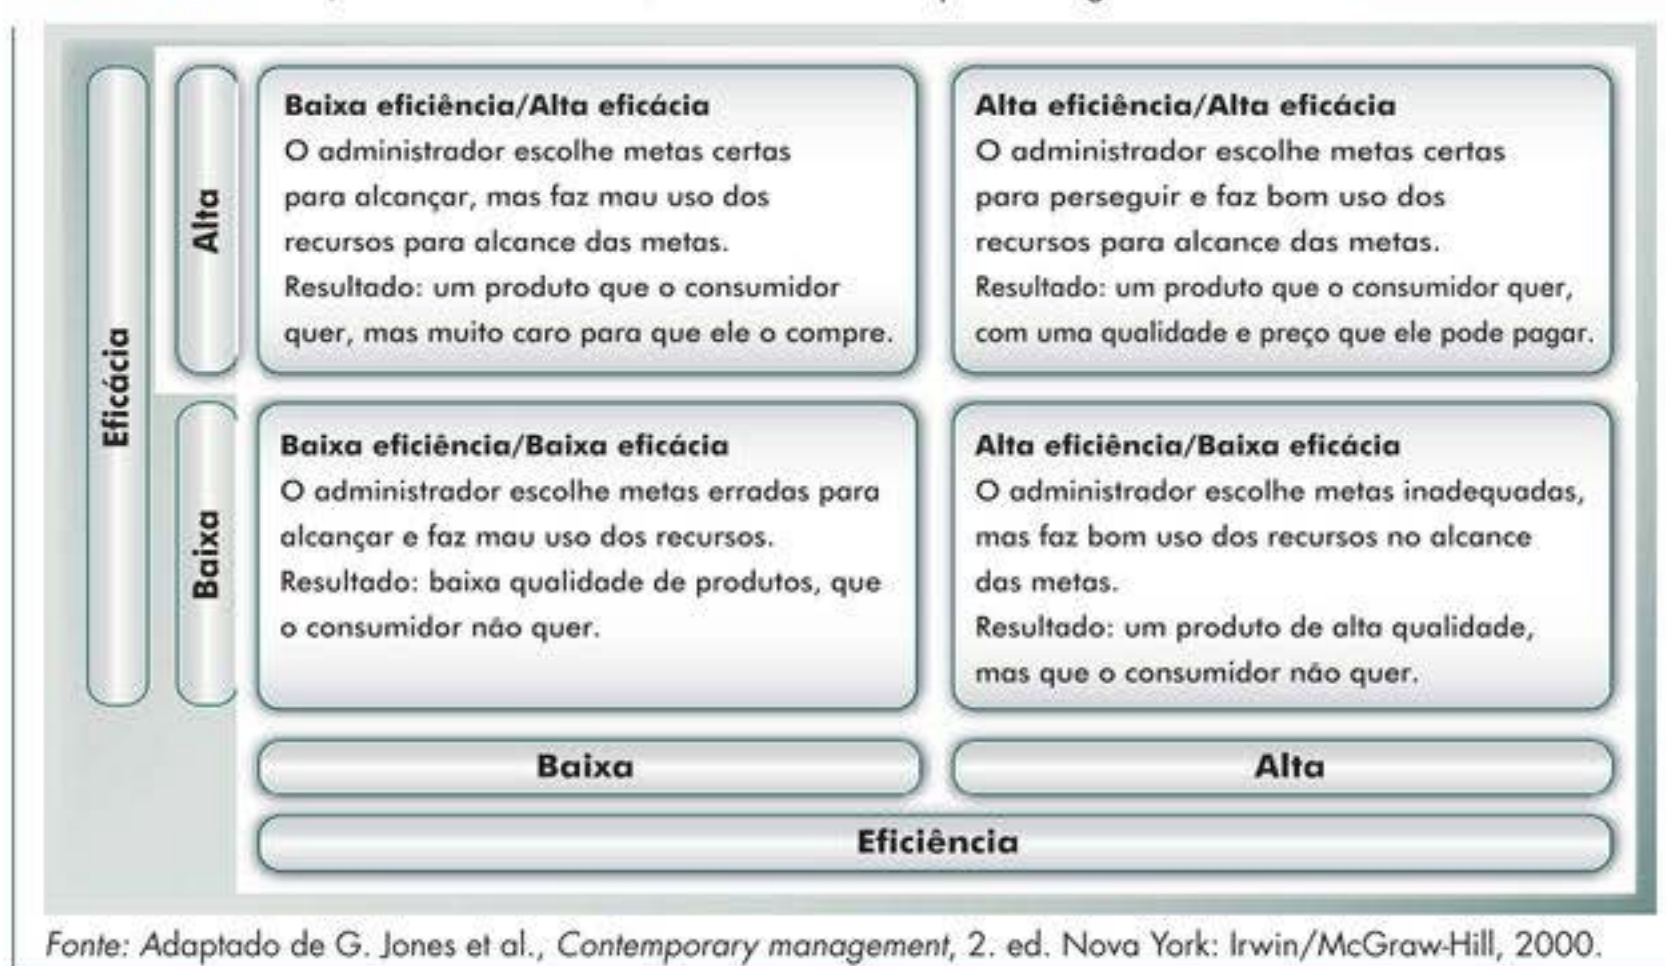 Eficácia
Alta
Baixa eficiência/Alta eficácia
O administrador escolhe metas certas
para alcançar, mas faz mau uso dos
recursos para alcance das metas.
Resultado: um produto que o consumidor
quer, mas muito caro para que ele o compre.
Alta eficiência/Alta eficácia
O administrador escolhe metas certas
para perseguir e faz bom uso dos
recursos para alcance das metas.
Resultado: um produto que o consumidor quer,
com uma qualidade e preço que ele pode pagar.
Baixa
Baixa eficiência/Baixa eficácia
O administrador escolhe metas erradas para
alcançar e faz mau uso dos recursos.
Resultado: baixa qualidade de produtos, que
o consumidor não quer.
Alta eficiência/Baixa eficácia
O administrador escolhe metas inadequadas,
mas faz bom uso dos recursos no alcance
das metas.
Resultado: um produto de alta qualidade,
mas que o consumidor não quer.
Baixa
Alta
Eficiência
Fonte: Adaptado de G. Jones et al., Contemporary management, 2. ed. Nova York: Irwin/McGraw-Hill, 2000.